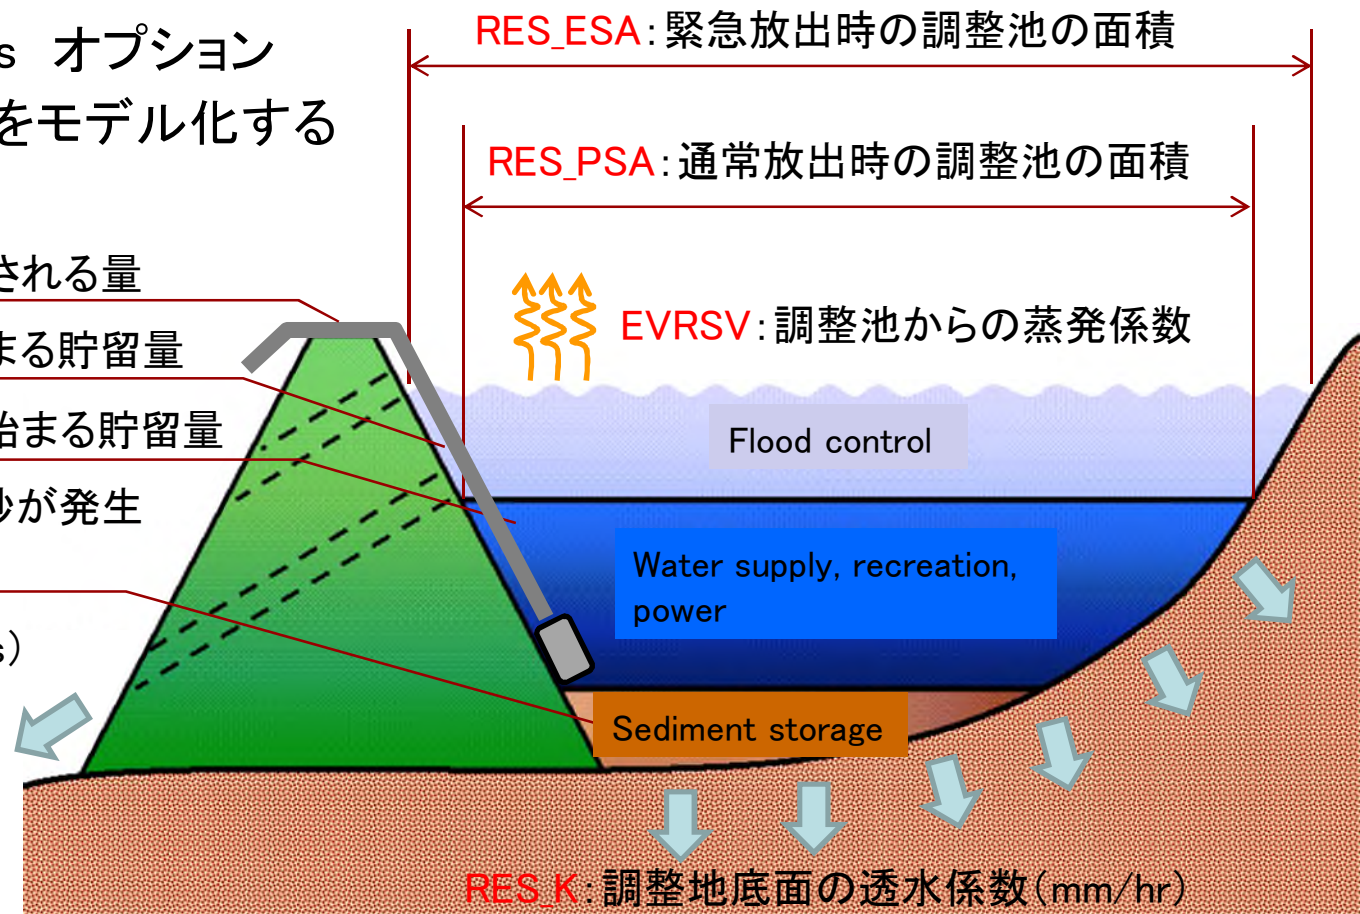 s オプション
をモデル化する
RES_ESA：緊急放出時の調整池の面積
RES_PSA：通常放出時の調整池の面積
される量
まる貯留量
始まる貯留量
砂が発生
s)
EVRSV：調整池からの蒸発係数
Flood control
Water supply, recreation,
power
Sediment storage
RES_K：調整地底面の透水係数(mm/hr)